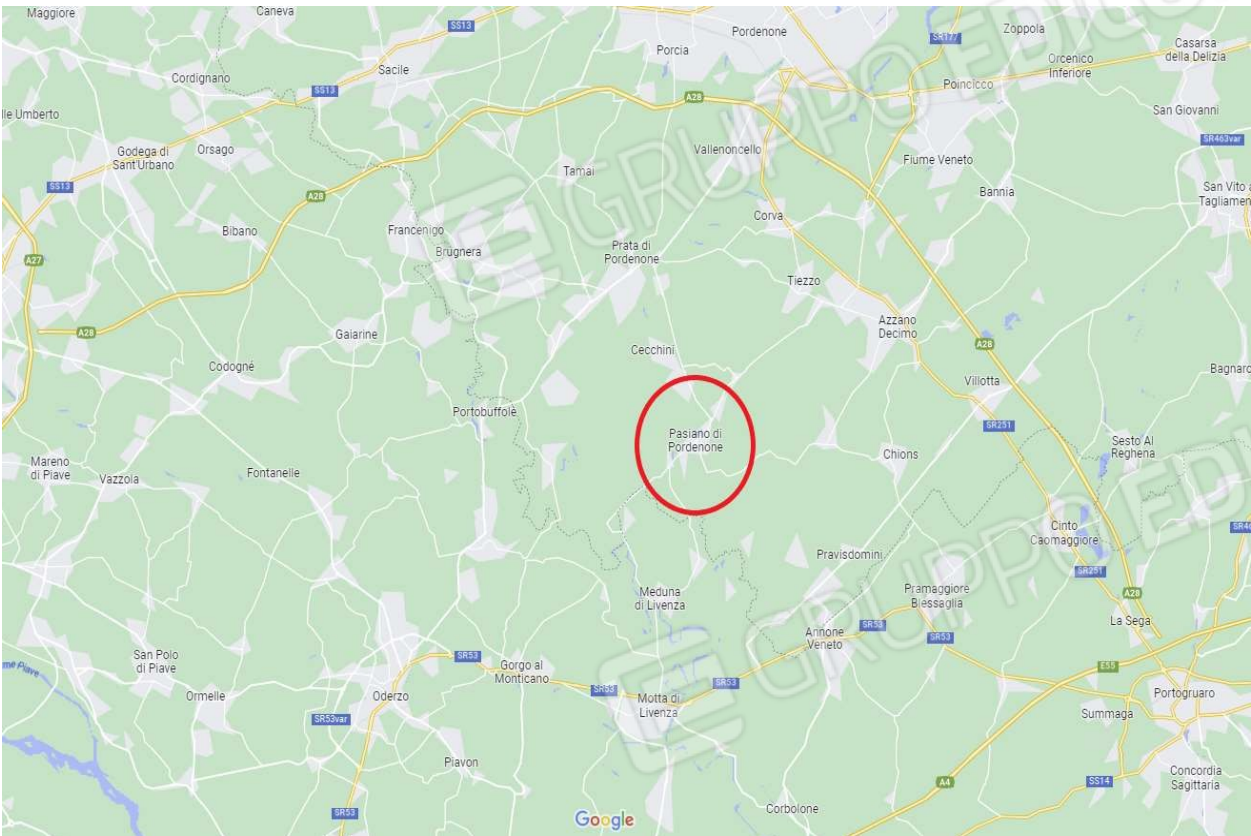 Maggiore
Caneva
SS13
Pordenone
Zoppola
SR177
Porcia
Casarsa
della Delizia
Orcenico
Inferiore
Sacile
Cordignano
Poincicco
SS13
A28
San Giovanni
lle Umberto
SR463var
Godega di
Sant'Urbano
Orsago
Vallenoncello
Fiume Veneto
Tamai
SS13
A28
Bannia
San Vito a
Tagliamen
Corva
Bibano
Francenigo
Brugnera
Prata di
Pordenone
A27
Tiezzo
Azzano
Decimo
A28
Gaiarine
A28
Cecchini
Codognè
Bagnaro
Villotta
Portobuffolè
SR251
Pasiano di
Pordenone
Sesto Al
Reghena
Chions
Mareno
di Piave
Vazzola
Fontanelle
Cinto
Caomaggiore
SR46
Pravisdomini
SR251
Meduna
di Livenza
Pramaggiore
Blessaglia
A28
La Sega
Annone
Veneto
SR53
SR53
San Polo
di Piave
SR53
Gorgo al
Monticano
E55
SR53
SR53
Ormelle
Oderzo
Motta di
Livenza
Portogruaro
Summaga
SR53var
Piavon
A4
SS14
Concordia
Sagittaria
SR53
Google
Corbolone
GRUPPO EDICO
GRUPPO EDI